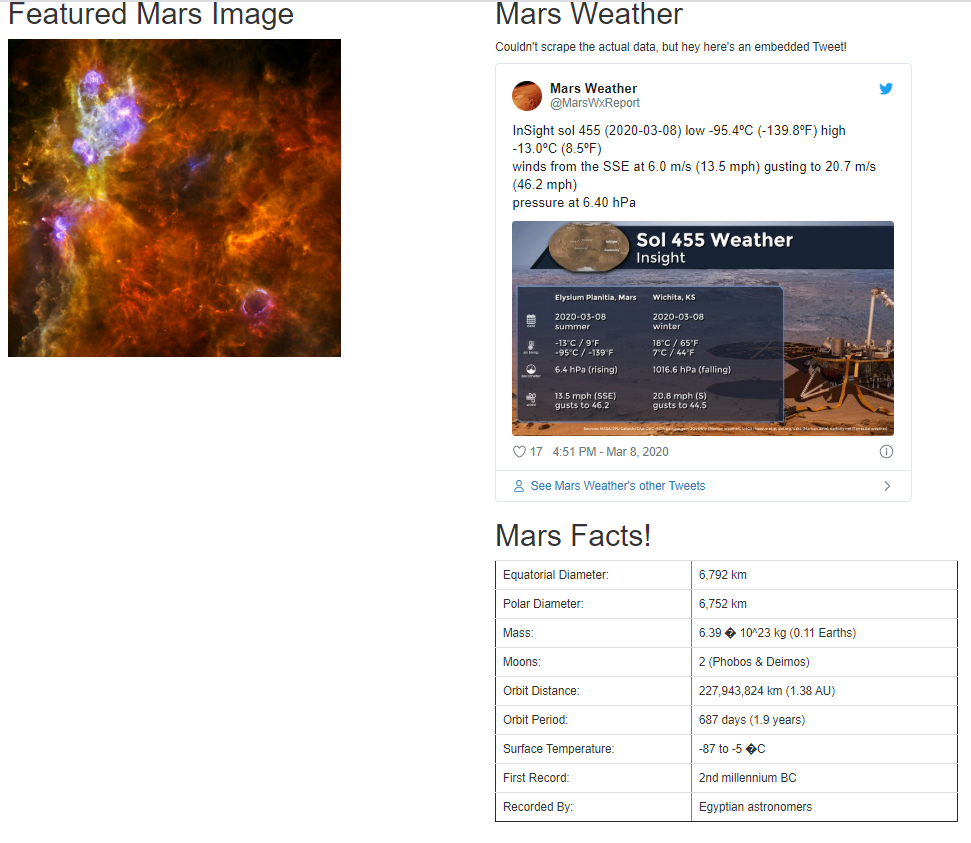 Featured Mars Image
Mars Weather
Couldn't scrape the actual data, but hey here's an embedded Tweet!
Mars Weather
@MarsWxReport
InSight sol 455 (2020-03-08) low -95.4ºC (-139.8ºF) high
-13.0ºC (8.5ºF)
winds from the SSE at 6.0 m/s (13.5 mph) gusting to 20.7 m/s
(46.2 mph)
pressure at 6.40 hPa
Sol 455 Weather
Insight
Elysium Planitia, Mars Wichita, KS
2020-03-08 2020-03-08
summer winter
-13°C / 9°F 18°C / 65°F
-95°C / -139°F 7°C / 44°F
6.4 hPa (rising) 1016.6 hPa (falling)
13.5 mph (SSE) 20.8 mph (S)
gusts to 46.2 gusts to 44.5
17 4:51 PM - Mar 8, 2020
See Mars Weather's other Tweets
Mars Facts!
Equatorial Diameter: 6,792 km
Polar Diameter: 6,752 km
Mass: 6.39 � 10^23 kg (0.11 Earths)
Moons: 2 (Phobos & Deimos)
Orbit Distance: 227,943,824 km (1.38 AU)
Orbit Period: 687 days (1.9 years)
Surface Temperature: -87 to -5 �C
First Record: 2nd millennium BC
Recorded By: Egyptian astronomers